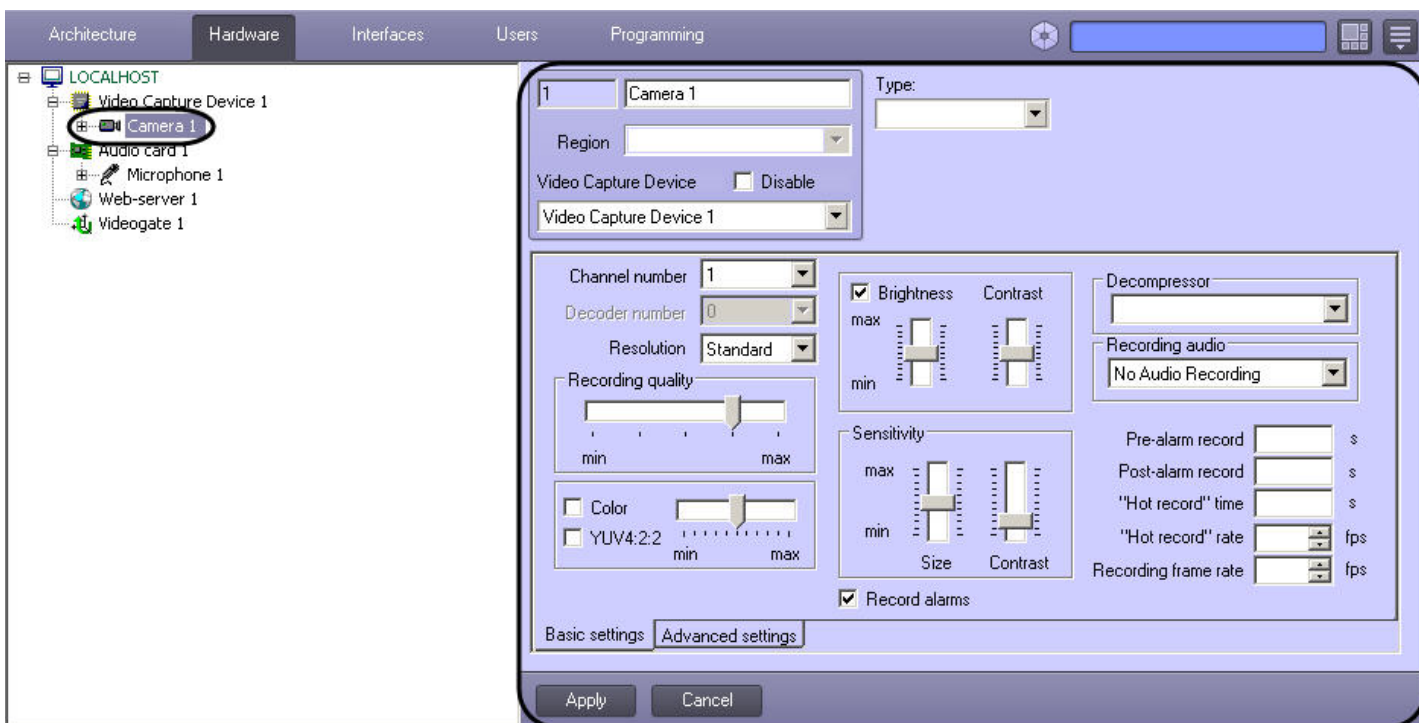 Architecture Hardware Interfaces Users Programming
LOCALHOST
Video Capture Device 1
Camera 1
Audio card 1
Microphone 1
Web-server 1
Videogate 1
1 Camera 1
Type:
Region
Video Capture Device Disable
Video Capture Device 1
Channel number 1
Decoder number 0
Resolution Standard
Recording quality
min max
Color
YUV4:2:2
min max
Brightness Contrast
max
min
Sensitivity
max
min
Size Contrast
Record alarms
Decompressor
Recording audio
No Audio Recording
Pre-alarm record s
Post-alarm record s
"Hot record" time s
"Hot record" rate fps
Recording frame rate fps
Basic settings Advanced settings
Apply Cancel